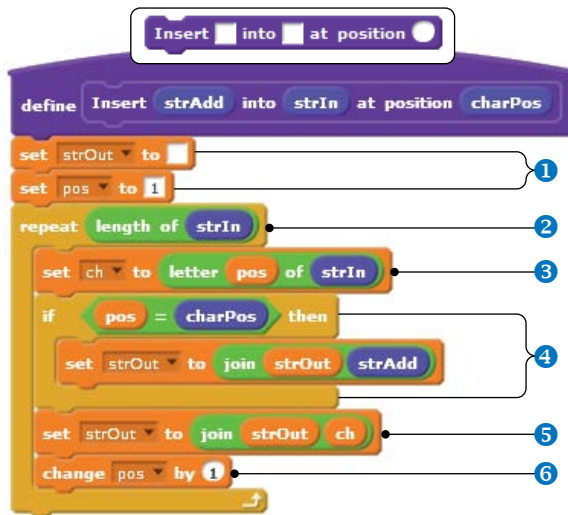 Insert into at position
define Insert strAdd into strIn at position charPos
set strOut to
set pos to 1
1
repeat length of strIn
2
set ch to letter pos of strIn
3
if pos = charPos then
set strOut to join strOut strAdd
4
set strOut to join strOut ch
5
change pos by 1
6